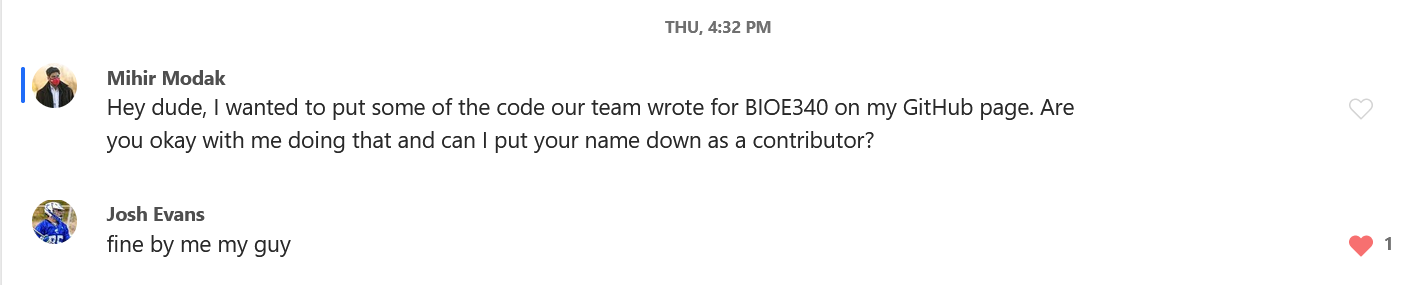 THU, 4:32 PM
Mihir Modak
Hey dude, I wanted to put some of the code our team wrote for BIOE340 on my GitHub page. Are
you okay with me doing that and can I put your name down as a contributor?
Josh Evans
fine by me my guy
1